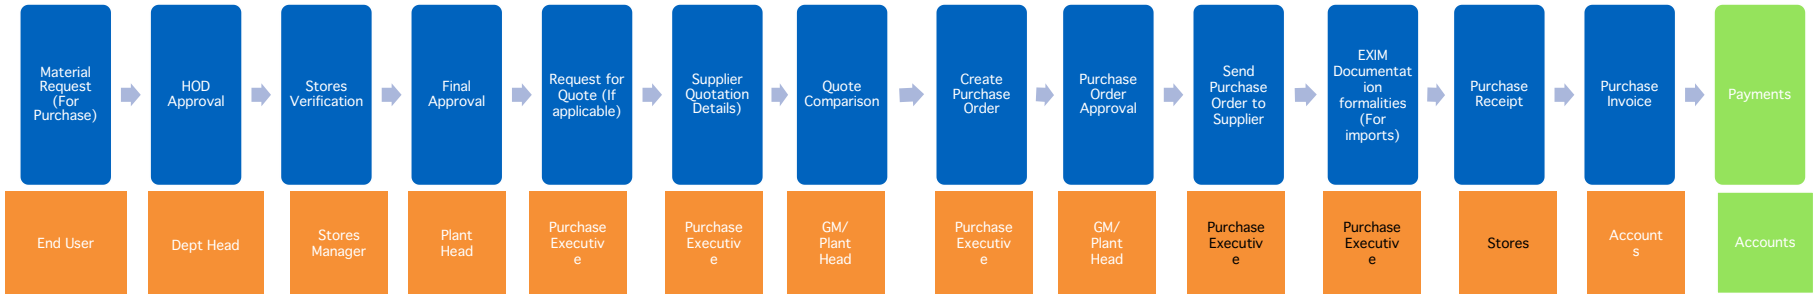 Material
Request
(For
Purchase)
HOD
Approval
Stores
Verification
Final
Approval
Request for
Quote (If
applicable)
Supplier
Quotation
Details)
Quote
Comparison
Create
Purchase
Order
Purchase
Order
Approval
Send
Purchase
Order to
Supplier
EXIM
Documentat
ion
formalities
(For
imports)
Purchase
Receipt
Purchase
Invoice
Payments
End User
Dept Head
Stores
Manager
Plant
Head
Purchase
Executiv
e
Purchase
Executiv
e
GM/
Plant
Head
Purchase
Executiv
e
GM/
Plant
Head
Purchase
Executiv
e
Purchase
Executiv
e
Stores
Account
s
Accounts